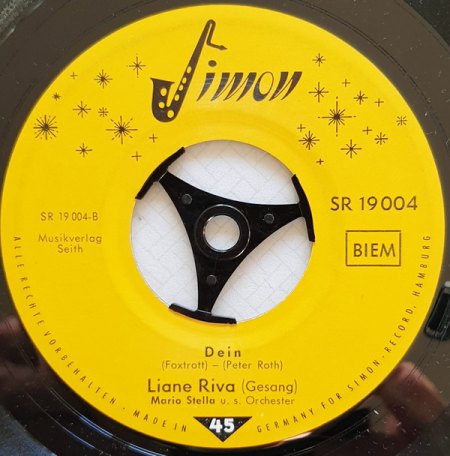 Simon
SR 19 004-B
SR 19 004
Musikverlag
Seith
BIEM
Dein
(Foxtrott) – (Peter Roth)
Liane Riva (Gesang)
Mario Stella u. s. Orchester
45
ALLE RECHTE VORBEHALTEN. - MADE IN GERMANY FOR SIMON - RECORD, HAMBURG